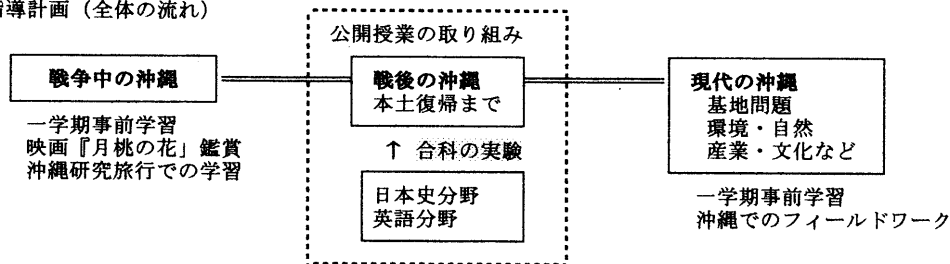 指導計画（全体の流れ）
公開授業の取り組み
戦争中の沖縄
一学期事前学習
映画『月桃の花』鑑賞
沖縄研究旅行での学習
戦後の沖縄
本土復帰まで
↑ 合科の実験
日本史分野
英語分野
現代の沖縄
基地問題
環境・自然
産業・文化など
一学期事前学習
沖縄でのフィールドワーク